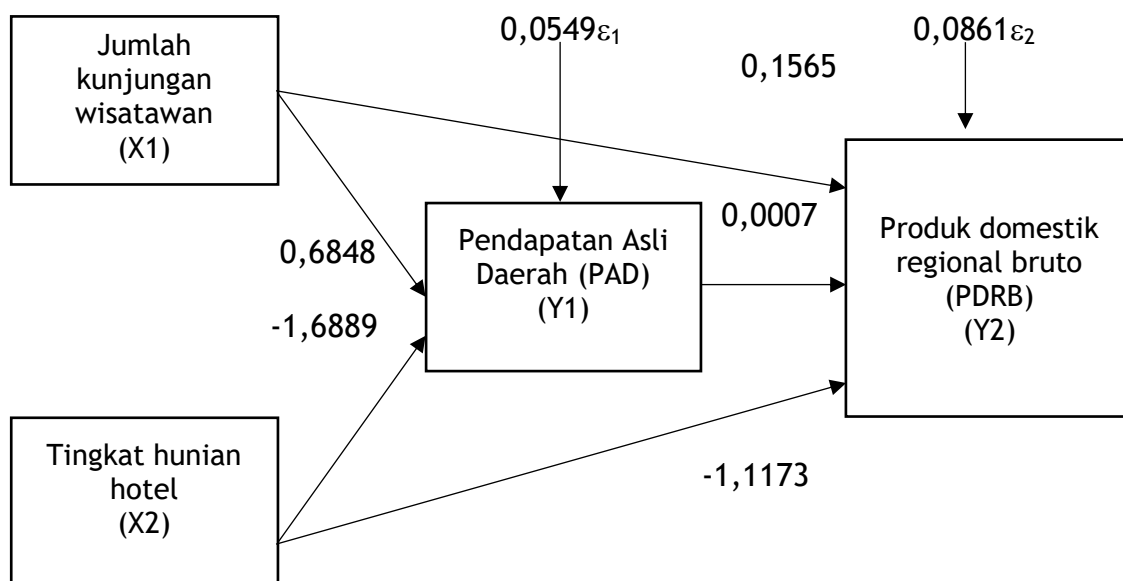 Jumlah
kunjungan
wisatawan
(X1)
0,0549ε₁
0,1565
0,0861ε₂
0,6848
-1,6889
Pendapatan Asli
Daerah (PAD)
(Y1)
0,0007
Produk domestik
regional bruto
(PDRB)
(Y2)
Tingkat hunian
hotel
(X2)
-1,1173